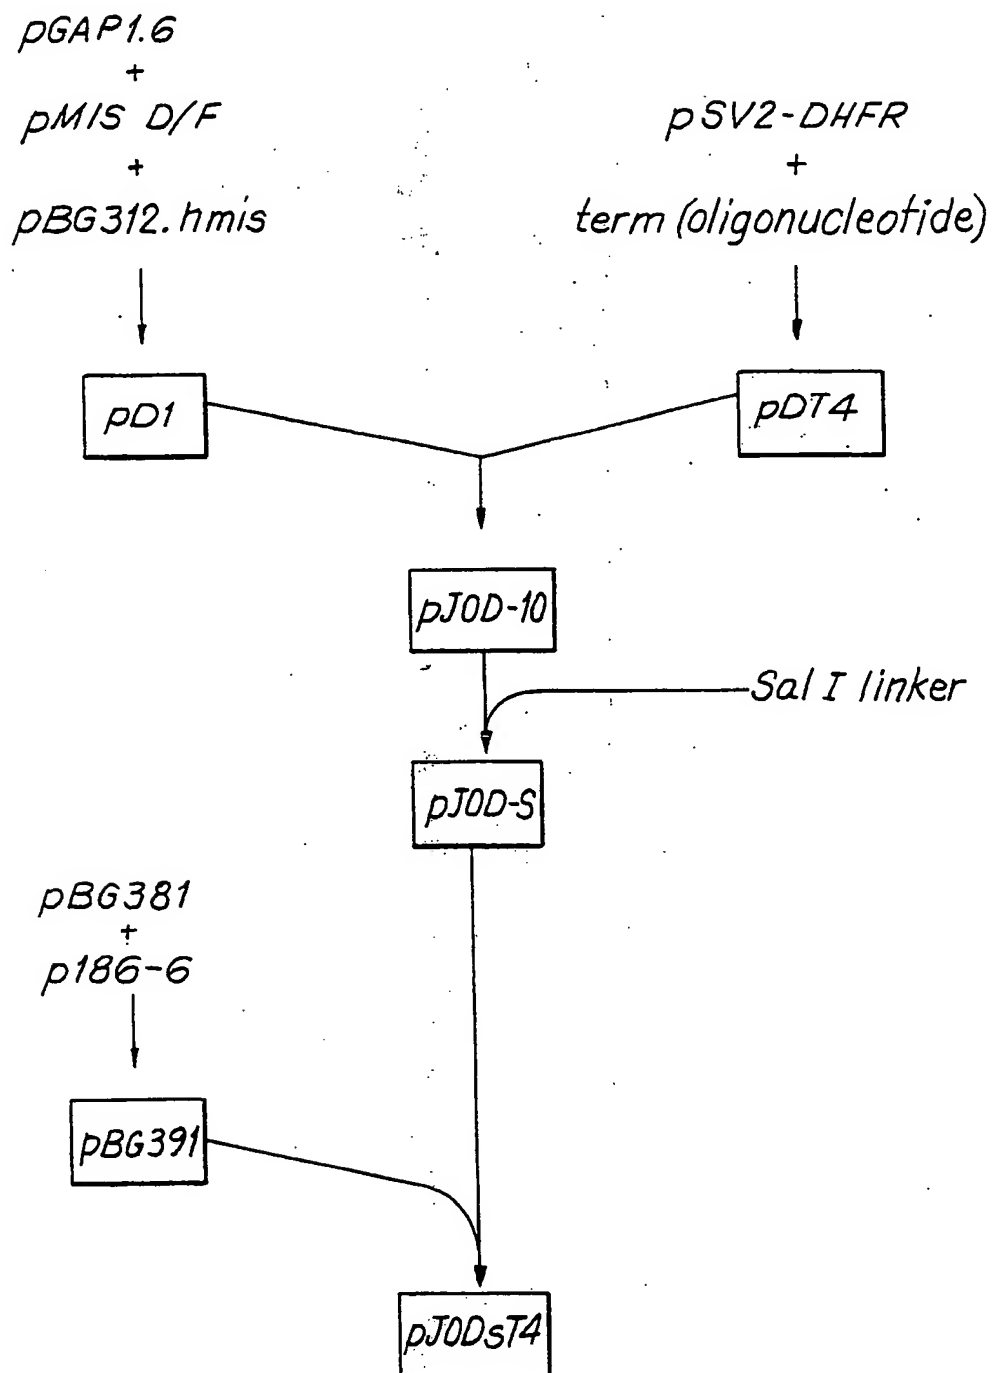 pGAP1.6
+
pMIS D/F
+
pBG312.hmis
pSV2-DHFR
+
term (oligonucleotide)
pD1
pDT4
pJOD-10
Sal I linker
pJOD-S
pBG381
+
p186-6
pBG391
pJODsT4